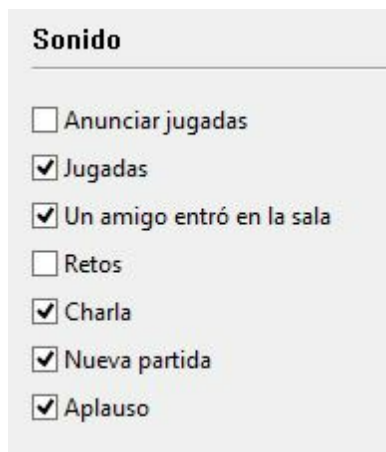 Sonido
Anunciar jugadas
Jugadas
Un amigo entró en la sala
Retos
Charla
Nueva partida
Aplauso